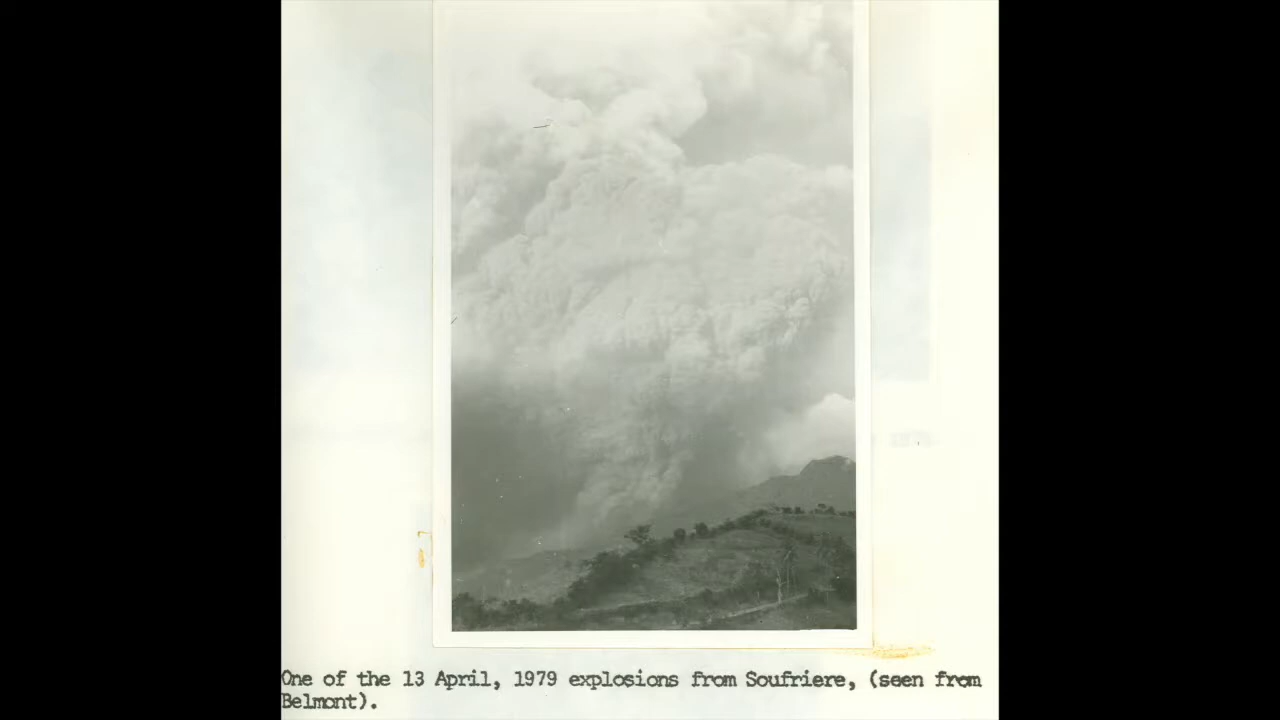 One of the 13 April, 1979 explosions from Soufriere, (seen from
Belmont).